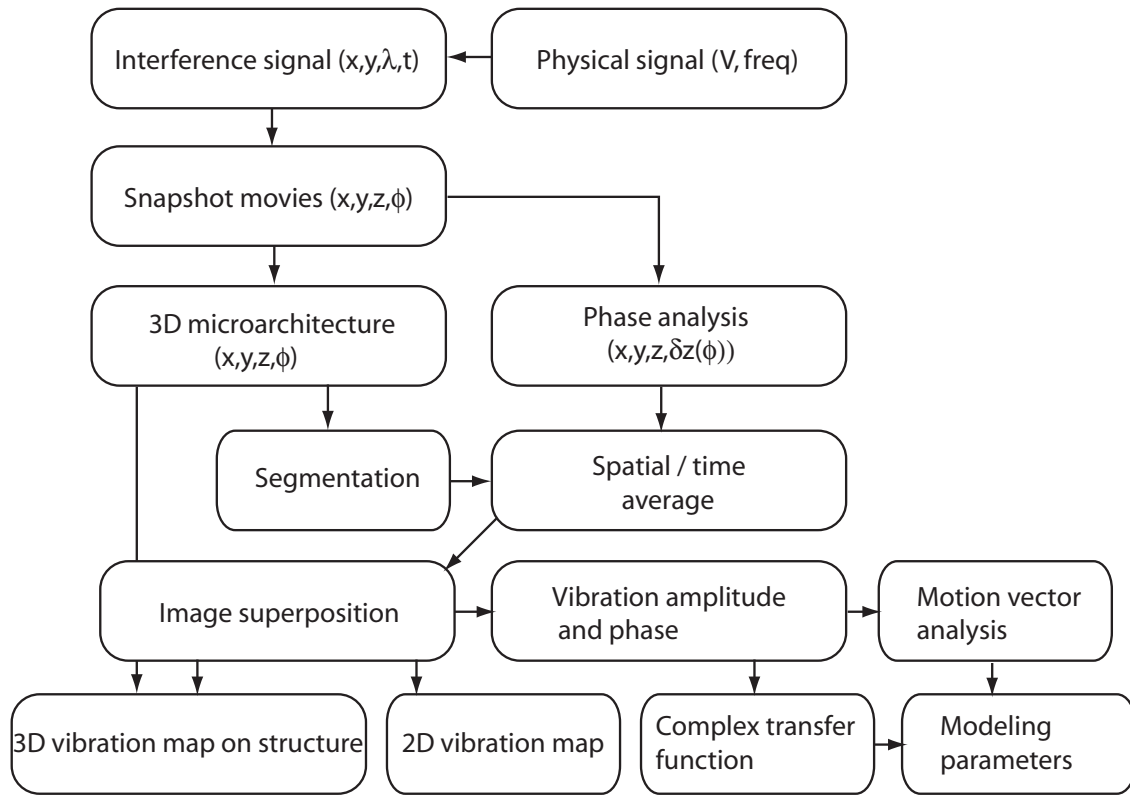 Interference signal (x,y,λ,t)
Physical signal (V, freq)
Snapshot movies (x,y,z,ϕ)
3D microarchitecture
(x,y,z,ϕ)
Phase analysis
(x,y,z,δz(ϕ))
Segmentation
Spatial / time
average
Image superposition
Vibration amplitude
and phase
Motion vector
analysis
3D vibration map on structure
2D vibration map
Complex transfer
function
Modeling
parameters